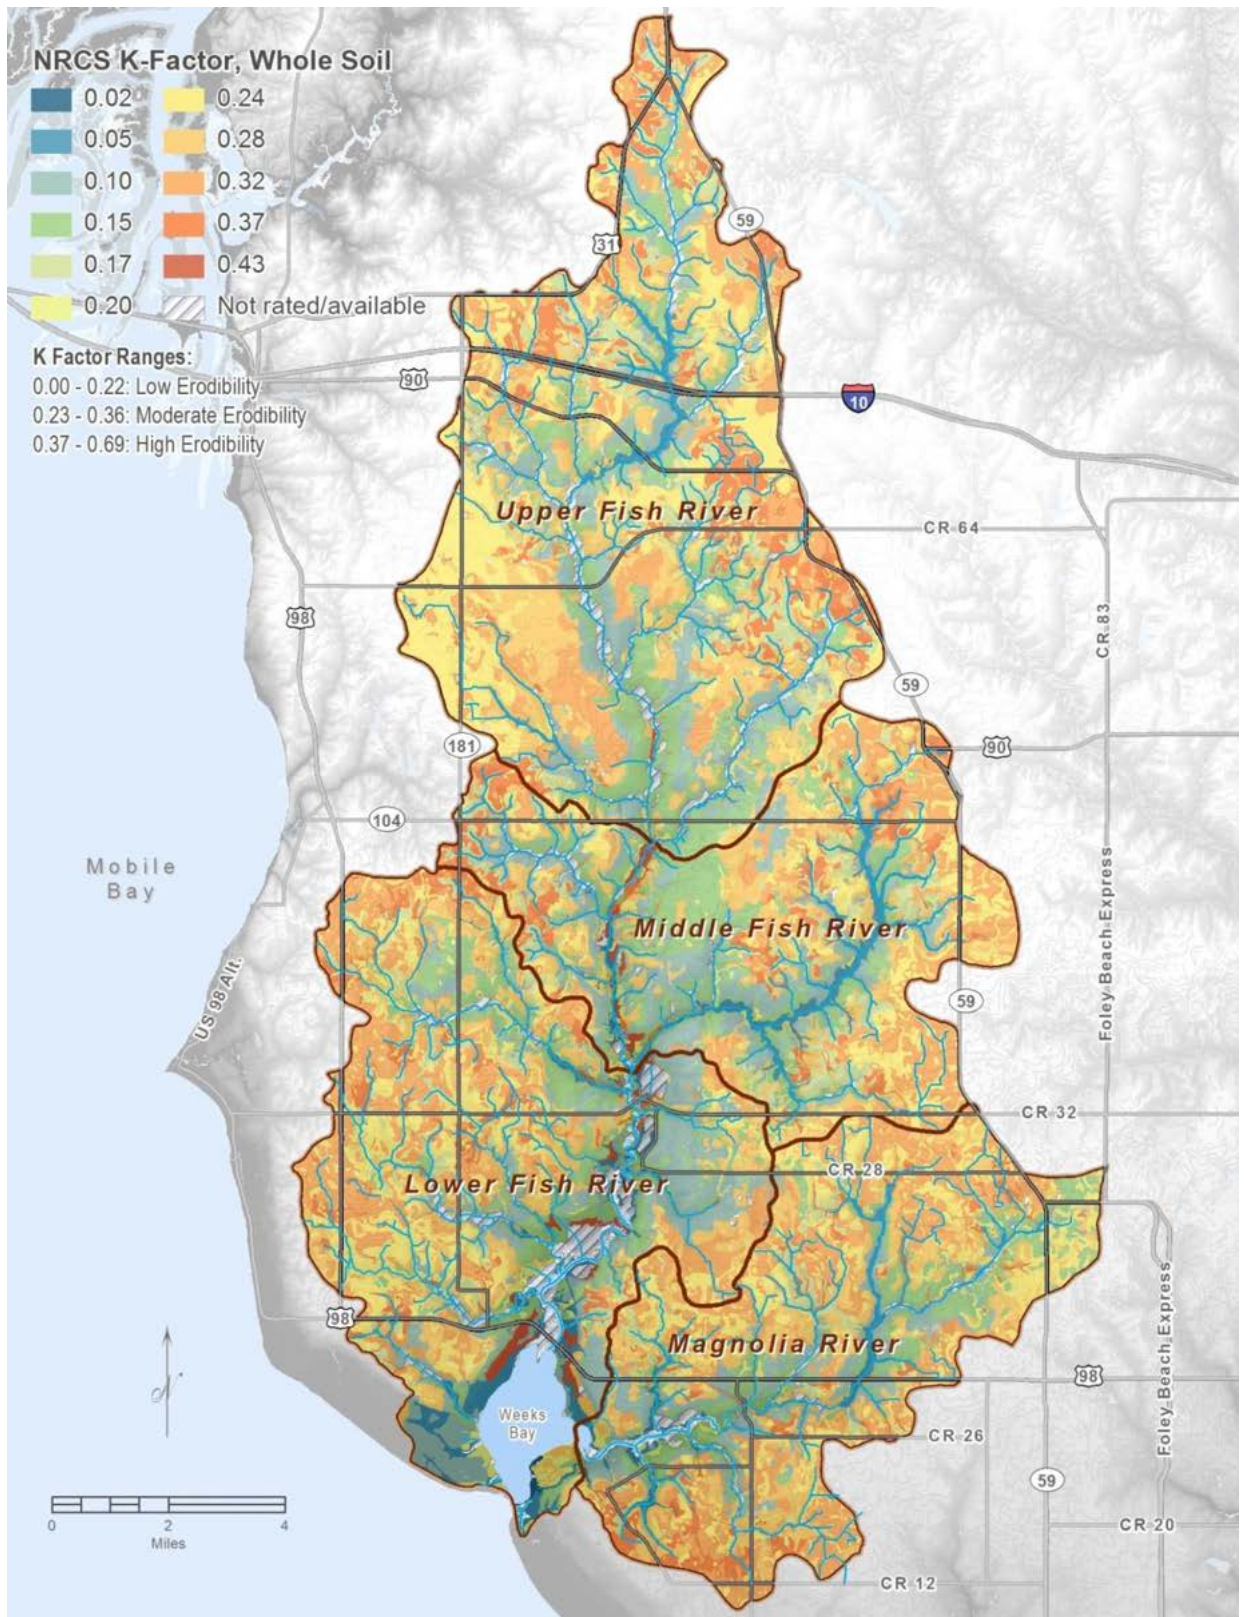 NRCS K-Factor, Whole Soil
0.02 0.24
0.05 0.28
0.10 0.32
0.15 0.37
0.17 0.43
0.20 Not rated/available
K Factor Ranges:
0.00 - 0.22: Low Erodibility
0.23 - 0.36: Moderate Erodibility
0.37 - 0.69: High Erodibility
59
31
90
10
Upper Fish River
CR 64
98
CR 83
59
181
90
104
Mobile
Bay
Foley Beach Express
Middle Fish River
US 98 Alt.
59
CR 32
CR 28
Lower Fish River
98
Magnolia River
Foley Beach Express
98
Weeks
Bay
CR 26
59
0 2 4
Miles
CR 20
CR 12